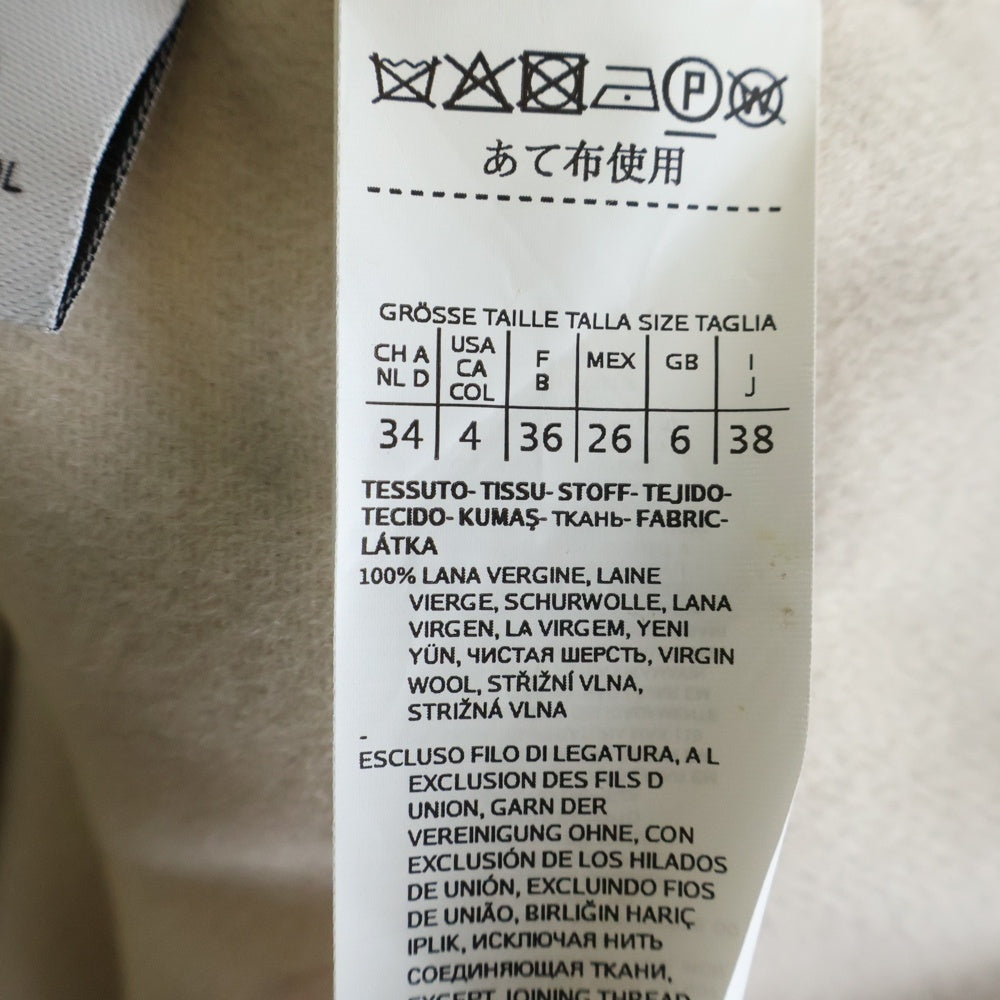 P W
あて布使用
GRÖSSE TAILLE TALLA SIZE TAGLIA
CH A NL D USA CA COL F B MEX GB I J
34 4 36 26 6 38
TESSUTO- TISSU- STOFF- TEJIDO-
TECIDO- KUMAŞ- ТКАНЬ- FABRIC-
LÁTKA
100% LANA VERGINE, LAINE
VIERGE, SCHURWOLLE, LANA
VIRGEN, LA VIRGEM, YENI
YÜN, ЧИСТАЯ ШЕРСТЬ, VIRGIN
WOOL, STŘIŽNÍ VLNA,
STRIŽNÁ VLNA
-
ESCLUSO FILO DI LEGATURA, A L
EXCLUSION DES FILS D
UNION, GARN DER
VEREINIGUNG OHNE, CON
EXCLUSIÓN DE LOS HILADOS
DE UNIÓN, EXCLUINDO FIOS
DE UNIÃO, BIRLIĞIN HARIÇ
IPLIK, ИСКЛЮЧАЯ НИТЬ
СОЕДИНЯЮЩАЯ ТКАНИ,
EXCEPT JOINING THREAD